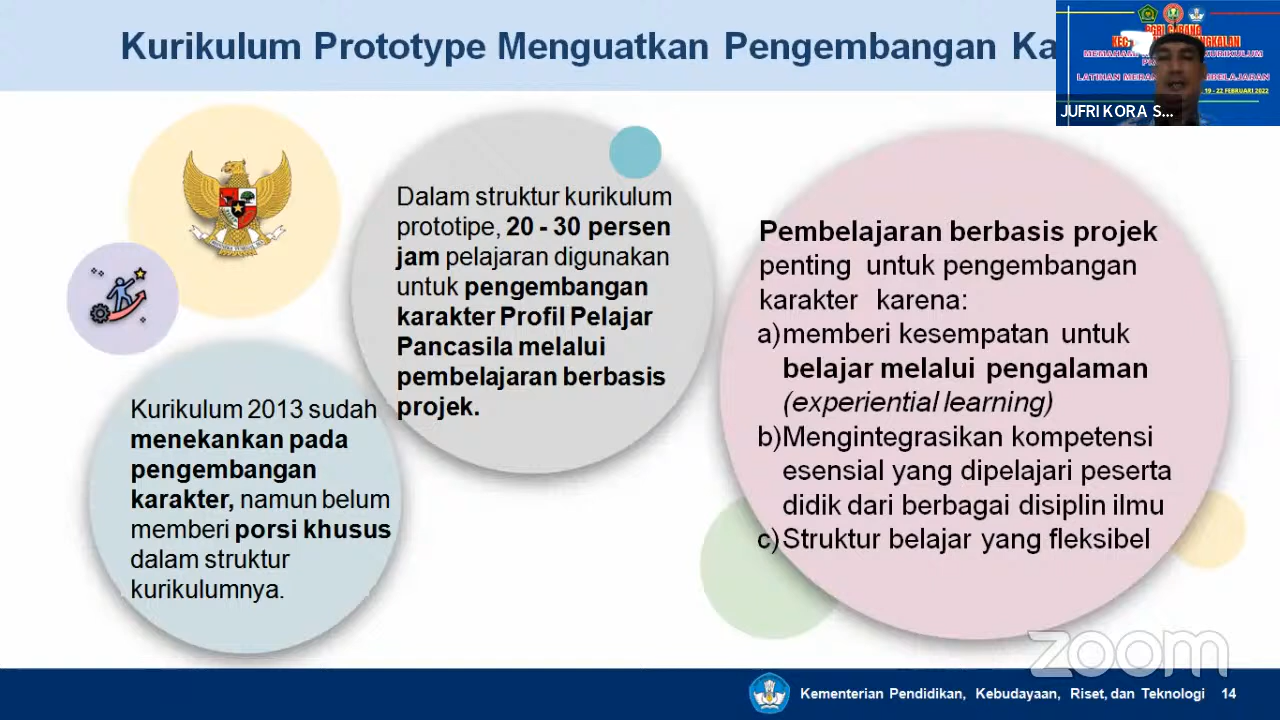 Kurikulum Prototype Menguatkan Pengembangan Ka
JUFRI KORA S...
19 - 22 FEBRUARI 2022
Dalam struktur kurikulum
prototipe, 20 - 30 persen
jam pelajaran digunakan
untuk pengembangan
karakter Profil Pelajar
Pancasila melalui
pembelajaran berbasis
projek.
Kurikulum 2013 sudah
menekankan pada
pengembangan
karakter, namun belum
memberi porsi khusus
dalam struktur
kurikulumnya.
Pembelajaran berbasis projek
penting untuk pengembangan
karakter karena:
a)memberi kesempatan untuk
belajar melalui pengalaman
(experiential learning)
b)Mengintegrasikan kompetensi
esensial yang dipelajari peserta
didik dari berbagai disiplin ilmu
c)Struktur belajar yang fleksibel
zoom
Kementerian Pendidikan, Kebudayaan, Riset, dan Teknologi 14